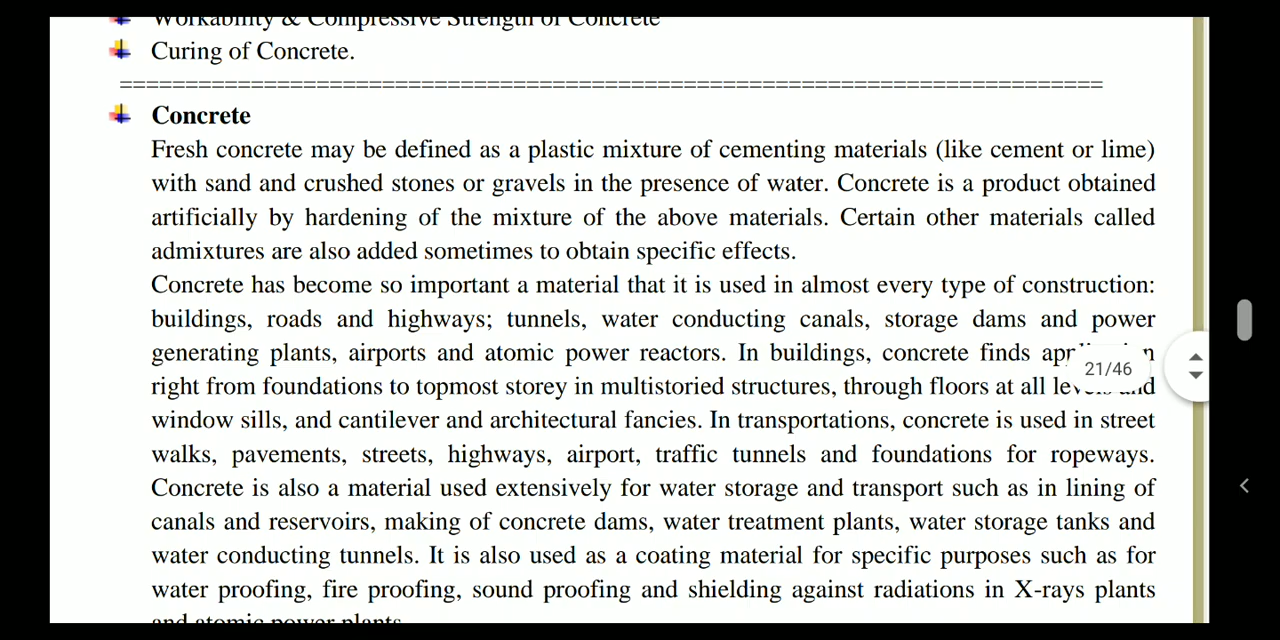 Workability & Compressive Strength of Concrete
Curing of Concrete.
===========================================================================
Concrete
Fresh concrete may be defined as a plastic mixture of cementing materials (like cement or lime)
with sand and crushed stones or gravels in the presence of water. Concrete is a product obtained
artificially by hardening of the mixture of the above materials. Certain other materials called
admixtures are also added sometimes to obtain specific effects.
Concrete has become so important a material that it is used in almost every type of construction:
buildings, roads and highways; tunnels, water conducting canals, storage dams and power
generating plants, airports and atomic power reactors. In buildings, concrete finds
21/46
right from foundations to topmost storey in multistoried structures, through floors at all
window sills, and cantilever and architectural fancies. In transportations, concrete is used in street
walks, pavements, streets, highways, airport, traffic tunnels and foundations for ropeways.
Concrete is also a material used extensively for water storage and transport such as in lining of
canals and reservoirs, making of concrete dams, water treatment plants, water storage tanks and
water conducting tunnels. It is also used as a coating material for specific purposes such as for
water proofing, fire proofing, sound proofing and shielding against radiations in X-rays plants
and atomic power plants.